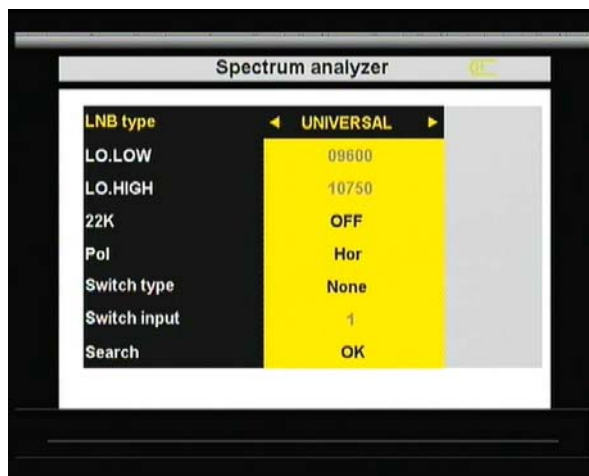 Spectrum analyzer
LNB type ◄ UNIVERSAL ►
LO.LOW 09600
LO.HIGH 10750
22K OFF
Pol Hor
Switch type None
Switch input 1
Search OK